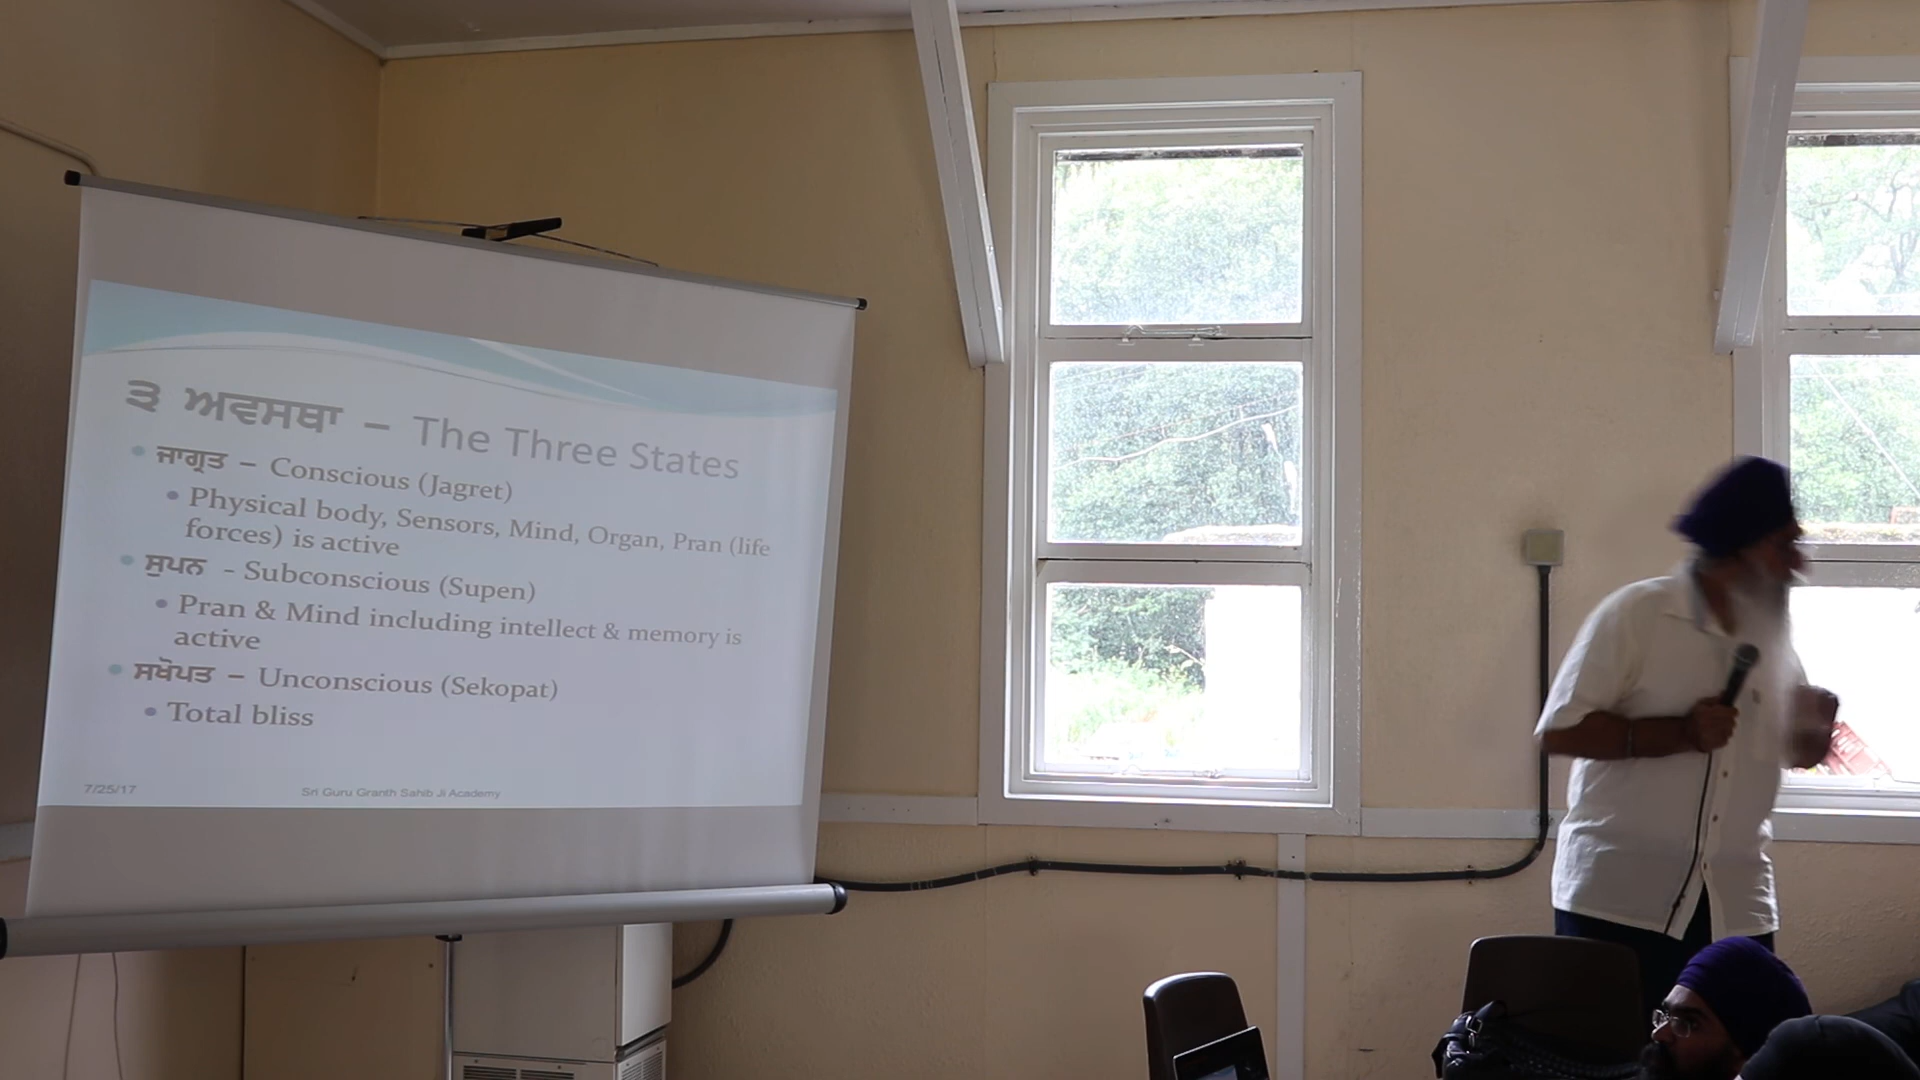 ੩ ਅਵਸਥਾ – The Three States
• ਜਾਗ੍ਰਤ – Conscious (Jagret)
• Physical body, Sensors, Mind, Organ, Pran (life
forces) is active
• ਸੁਪਨ - Subconscious (Supen)
• Pran & Mind including intellect & memory is
active
• ਸਖੋਪਤ – Unconscious (Sekopat)
• Total bliss
7/25/17 Sri Guru Granth Sahib Ji Academy